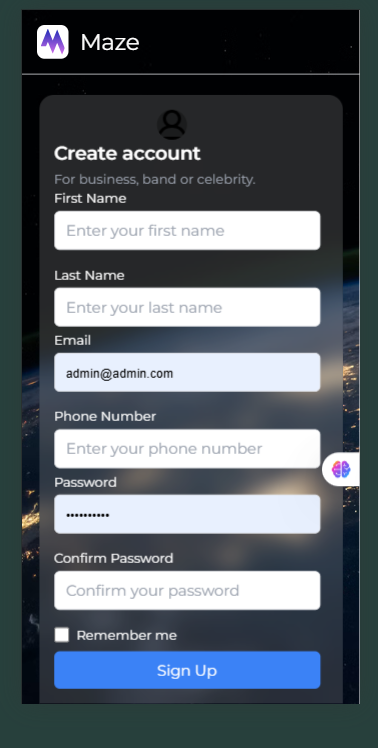 Maze
Create account
For business, band or celebrity.
First Name
Enter your first name
Last Name
Enter your last name
Email
admin@admin.com
Phone Number
Enter your phone number
Password
••••••••••
Confirm Password
Confirm your password
Remember me
Sign Up